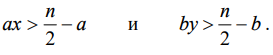 ax > n/2 − a и by > n/2 − b.